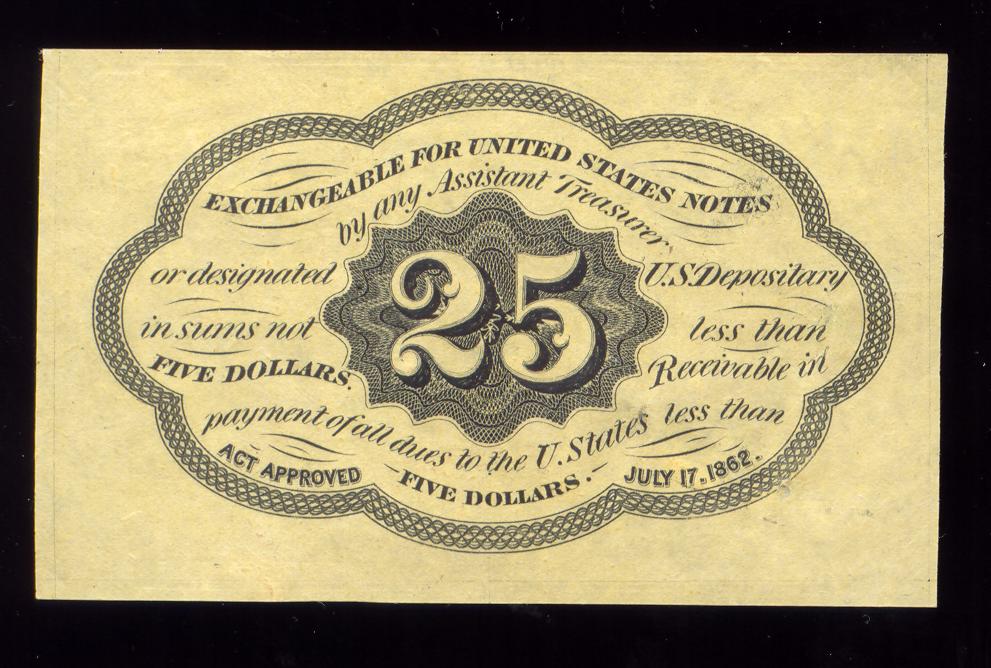 EXCHANGEABLE FOR UNITED STATES NOTES
by any Assistant Treasurer
or designated U.S. Depositary
25
in sums not less than
FIVE DOLLARS. Receivable in
payment of all dues to the U. States less than
FIVE DOLLARS.
ACT APPROVED JULY 17, 1862.